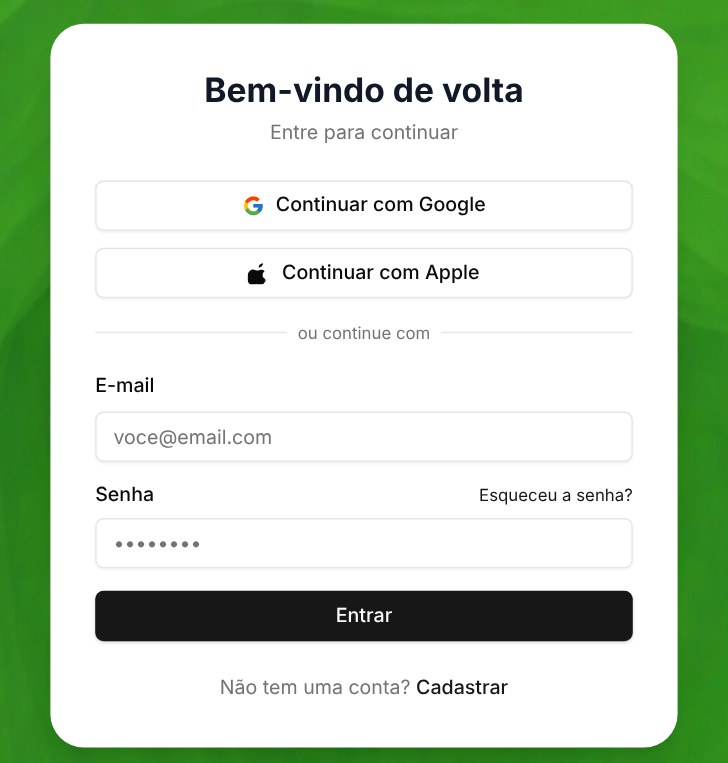 Bem-vindo de volta
Entre para continuar
Continuar com Google
Continuar com Apple
ou continue com
E-mail
voce@email.com
Senha
Esqueceu a senha?
••••••••
Entrar
Não tem uma conta? Cadastrar